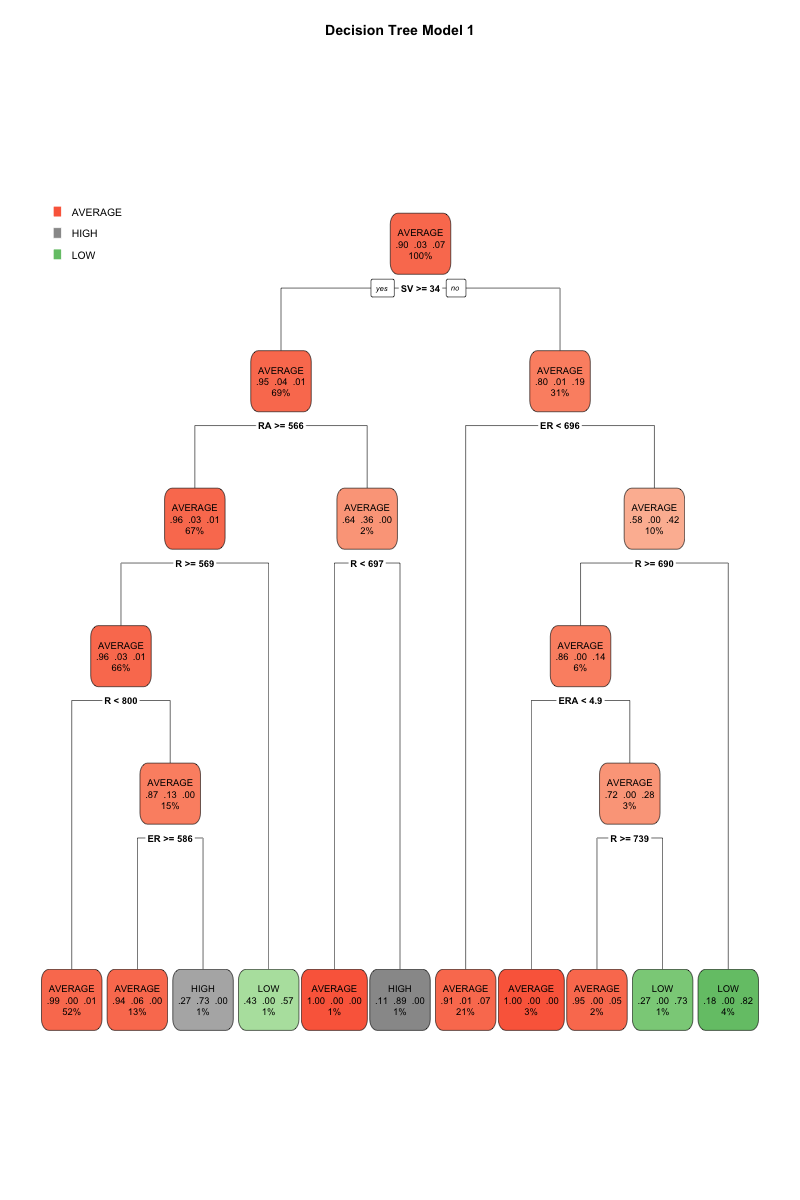 Decision Tree Model 1
AVERAGE
HIGH
LOW
AVERAGE
.90 .03 .07
100%
yes SV >= 34 no
AVERAGE
.95 .04 .01
69%
AVERAGE
.80 .01 .19
31%
RA >= 566
ER < 696
AVERAGE
.96 .03 .01
67%
AVERAGE
.64 .36 .00
2%
AVERAGE
.58 .00 .42
10%
R >= 569
R < 697
R >= 690
AVERAGE
.96 .03 .01
66%
AVERAGE
.86 .00 .14
6%
R < 800
ERA < 4.9
AVERAGE
.87 .13 .00
15%
AVERAGE
.72 .00 .28
3%
ER >= 586
R >= 739
AVERAGE
.99 .00 .01
52%
AVERAGE
.94 .06 .00
13%
HIGH
.27 .73 .00
1%
LOW
.43 .00 .57
1%
AVERAGE
1.00 .00 .00
1%
HIGH
.11 .89 .00
1%
AVERAGE
.91 .01 .07
21%
AVERAGE
1.00 .00 .00
3%
AVERAGE
.95 .00 .05
2%
LOW
.27 .00 .73
1%
LOW
.18 .00 .82
4%